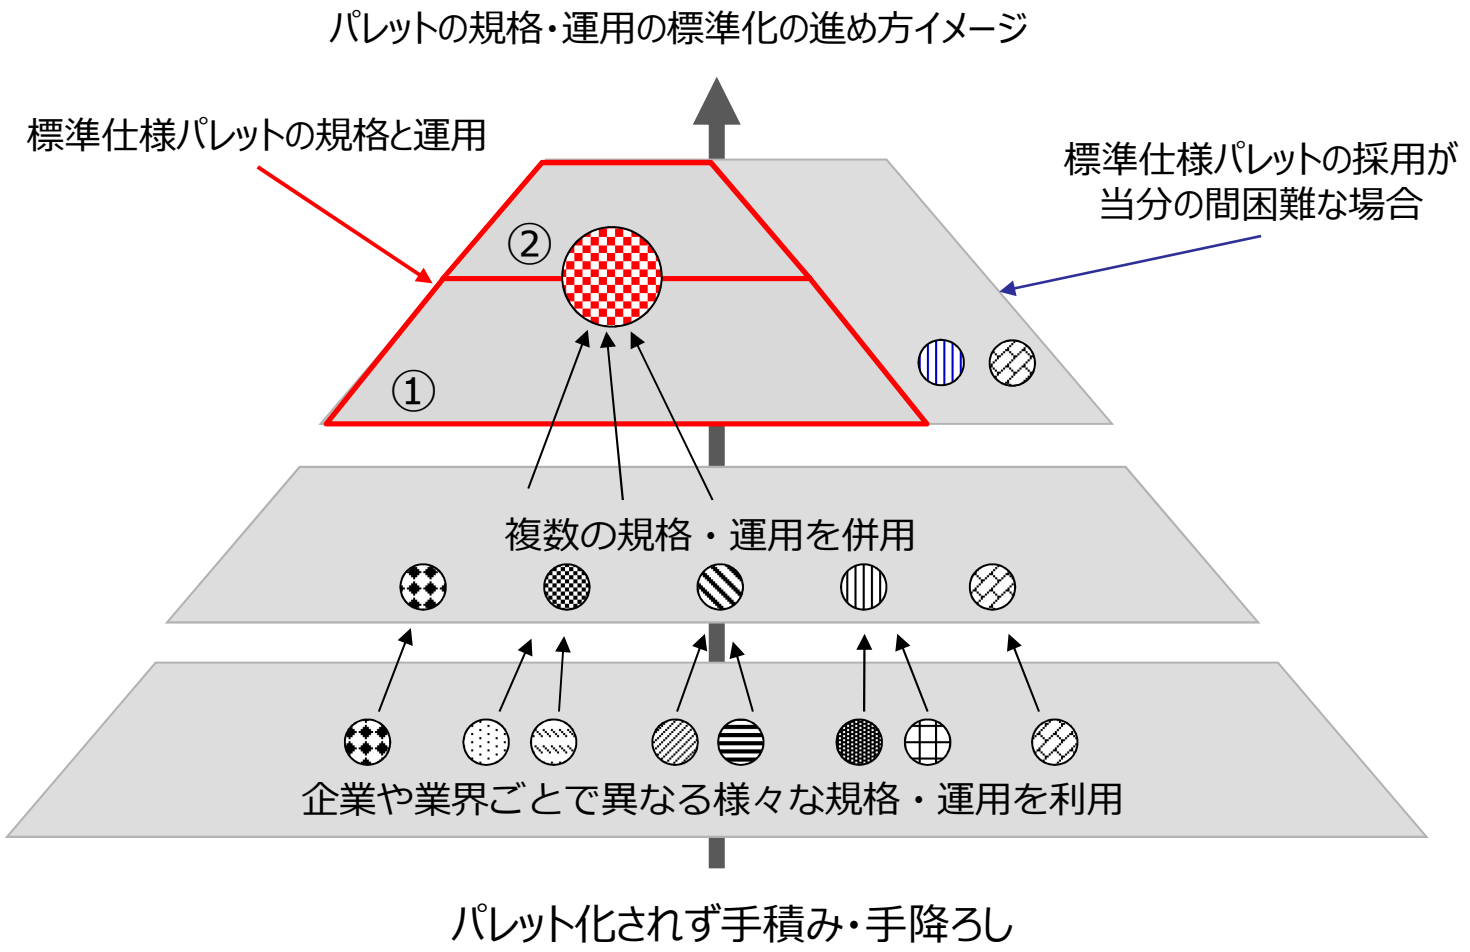 パレットの規格・運用の標準化の進め方イメージ
標準仕様パレットの規格と運用
標準仕様パレットの採用が
当分の間困難な場合
②
①
複数の規格・運用を併用
企業や業界ごとで異なる様々な規格・運用を利用
パレット化されず手積み・手降ろし